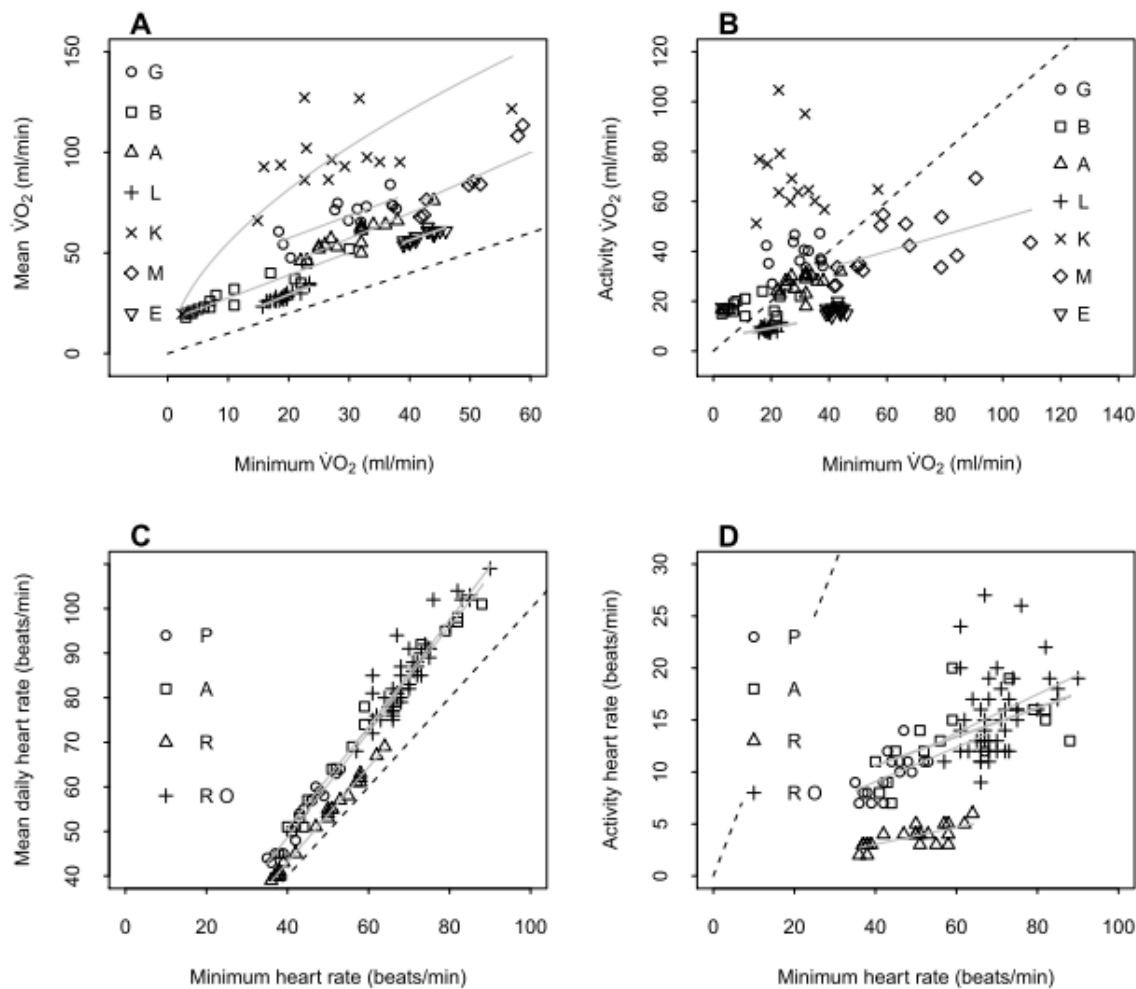 A
Mean V̇O₂ (ml/min)
150
100
50
0
G
B
A
L
K
M
E
0 10 20 30 40 50 60
Minimum V̇O₂ (ml/min)
B
Activity V̇O₂ (ml/min)
120
100
80
60
40
20
0
G
B
A
L
K
M
E
0 20 40 60 80 100 120 140
Minimum V̇O₂ (ml/min)
C
Mean daily heart rate (beats/min)
100
90
80
70
60
50
40
P
A
R
R O
0 20 40 60 80 100
Minimum heart rate (beats/min)
D
Activity heart rate (beats/min)
30
25
20
15
10
5
0
P
A
R
R O
0 20 40 60 80 100
Minimum heart rate (beats/min)